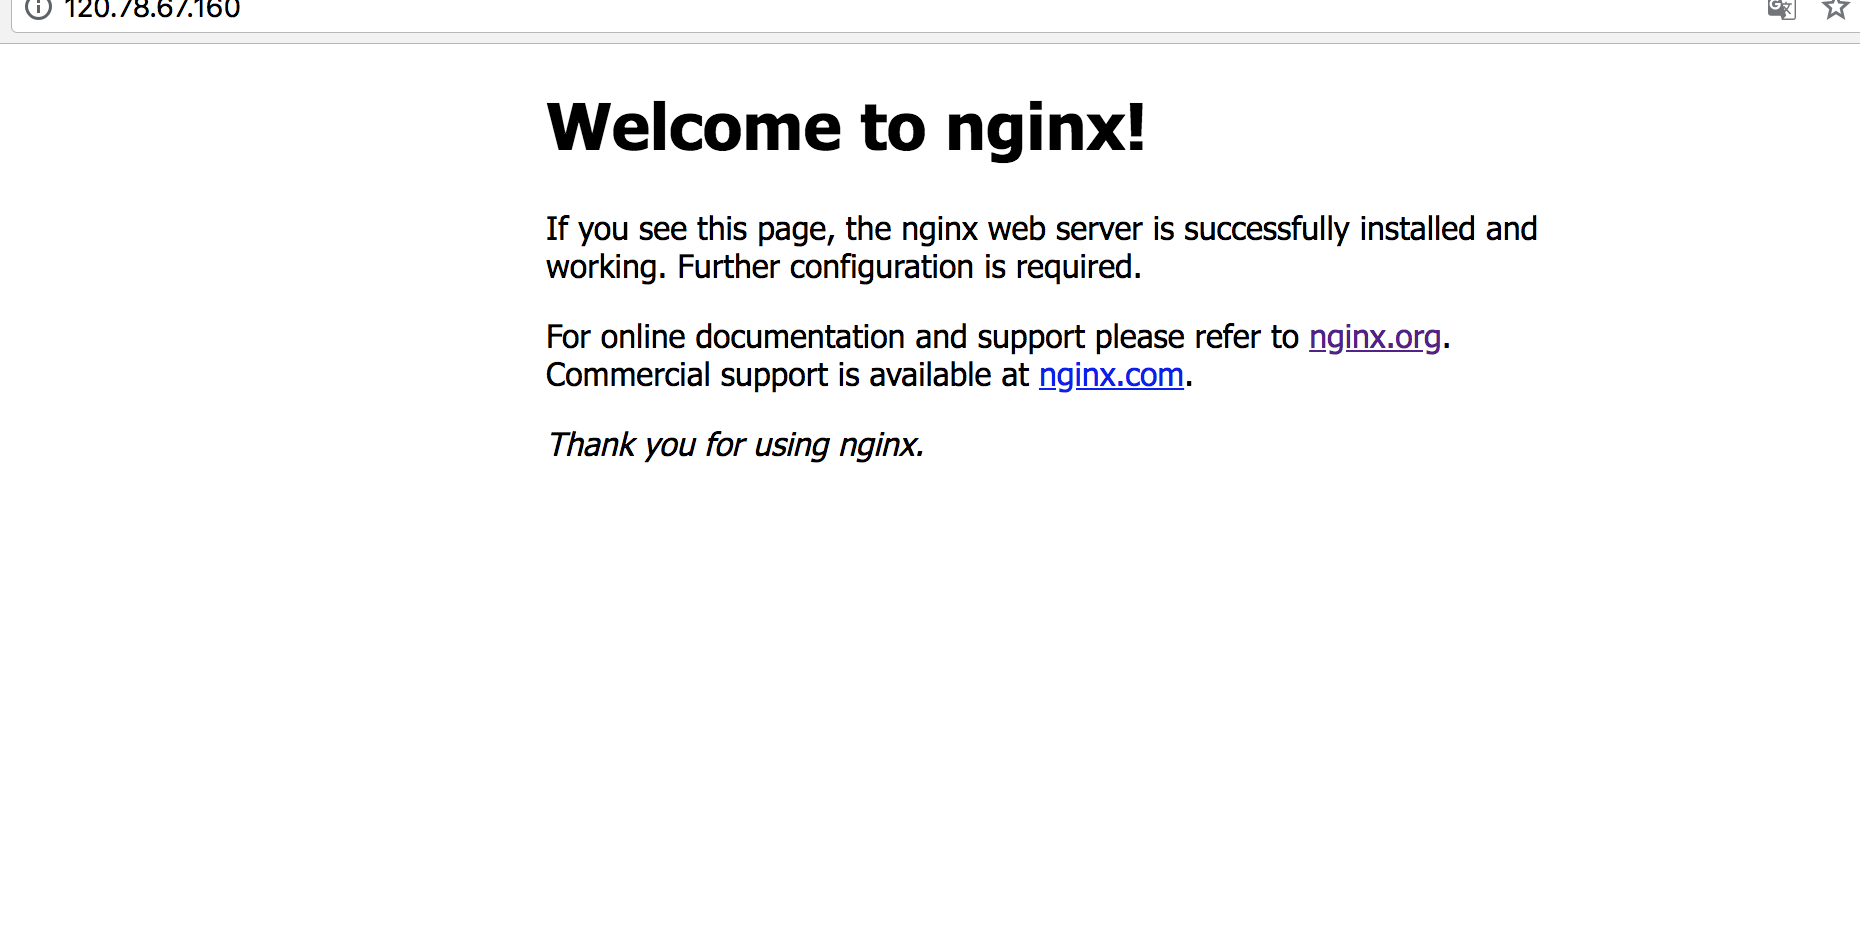 120.78.67.160
Welcome to nginx!
If you see this page, the nginx web server is successfully installed and
working. Further configuration is required.
For online documentation and support please refer to nginx.org.
Commercial support is available at nginx.com.
Thank you for using nginx.